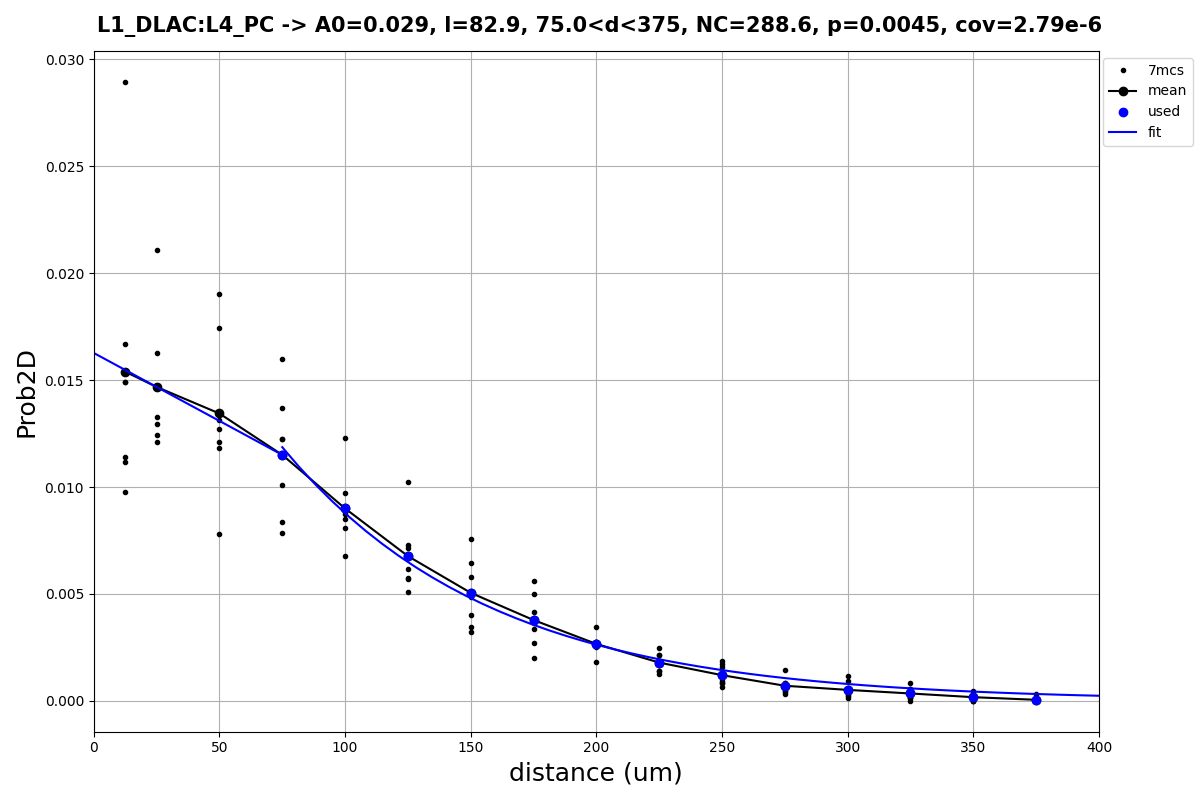 L1_DLAC:L4_PC -> A0=0.029, l=82.9, 75.0<d<375, NC=288.6, p=0.0045, cov=2.79e-6
0.030
0.025
0.020
0.015
0.010
0.005
0.000
Prob2D
0
50
100
150
200
250
300
350
400
distance (um)
7mcs
mean
used
fit